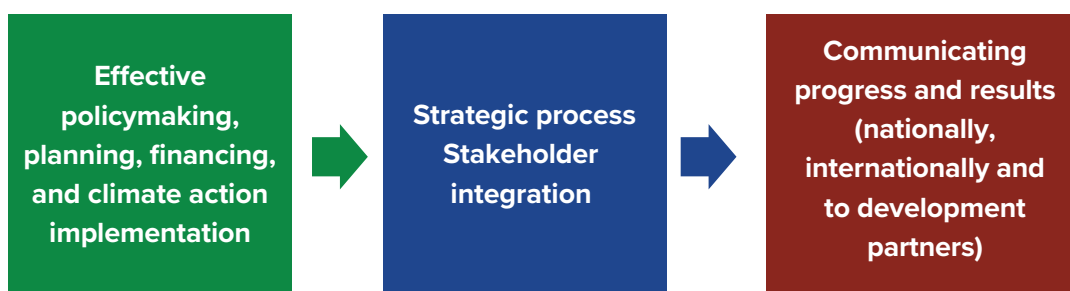 Effective
policymaking,
planning, financing,
and climate action
implementation
Strategic process
Stakeholder
integration
Communicating
progress and results
(nationally,
internationally and
to development
partners)